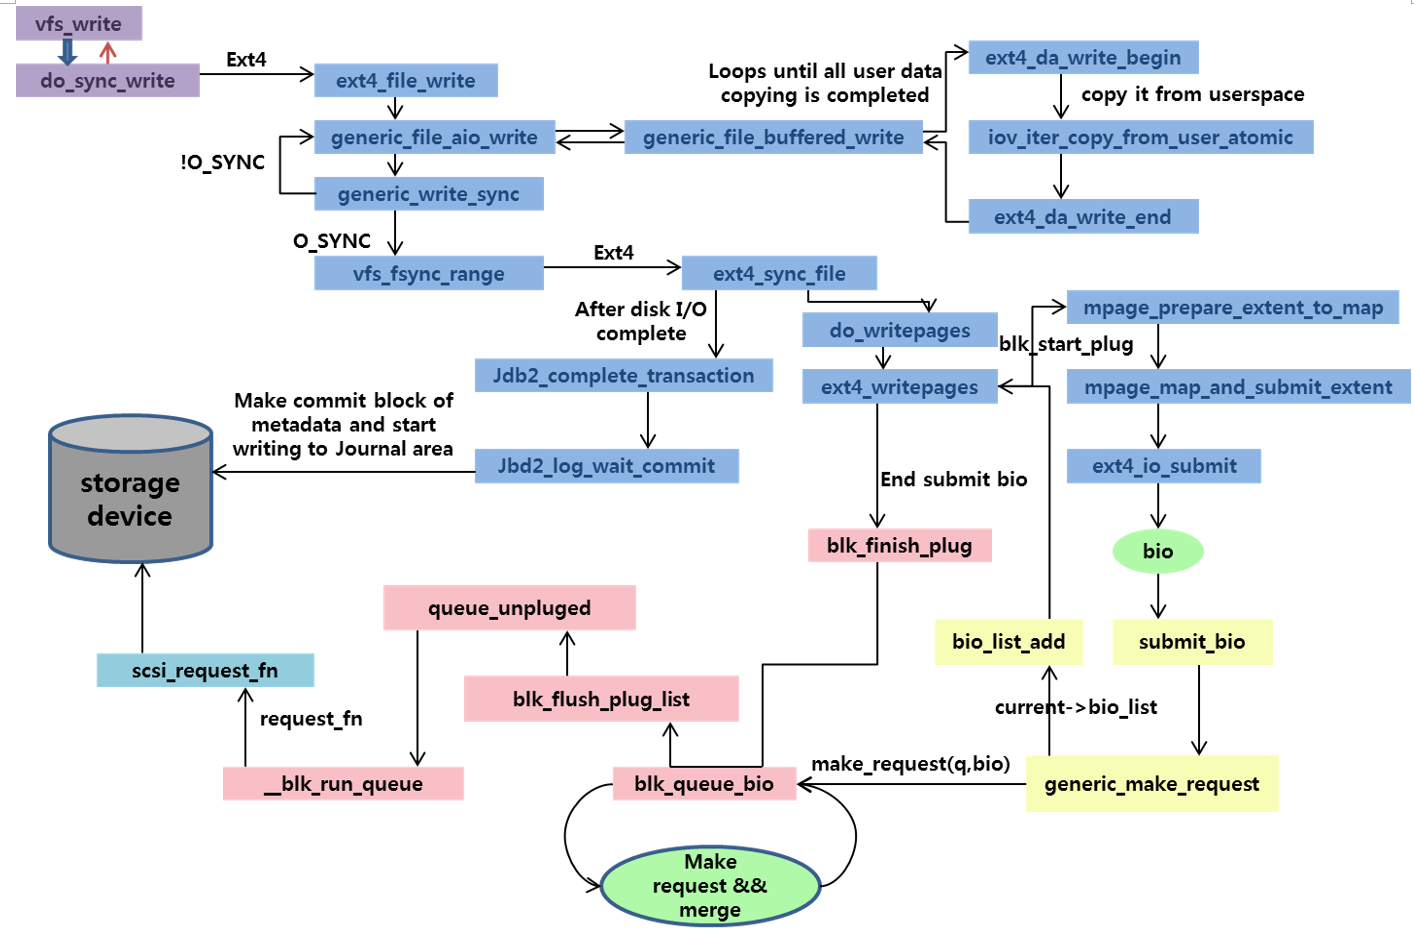 vfs_write
do_sync_write
Ext4
ext4_file_write
generic_file_aio_write
!O_SYNC
generic_write_sync
O_SYNC
vfs_fsync_range
generic_file_buffered_write
Loops until all user data
copying is completed
ext4_da_write_begin
copy it from userspace
iov_iter_copy_from_user_atomic
ext4_da_write_end
Ext4
ext4_sync_file
After disk I/O
complete
do_writepages
ext4_writepages
blk_start_plug
mpage_prepare_extent_to_map
mpage_map_and_submit_extent
ext4_io_submit
bio
submit_bio
Jdb2_complete_transaction
Jbd2_log_wait_commit
Make commit block of
metadata and start
writing to Journal area
storage
device
End submit bio
blk_finish_plug
queue_unpluged
blk_flush_plug_list
scsi_request_fn
request_fn
__blk_run_queue
blk_queue_bio
make_request(q,bio)
generic_make_request
current->bio_list
bio_list_add
Make
request &&
merge